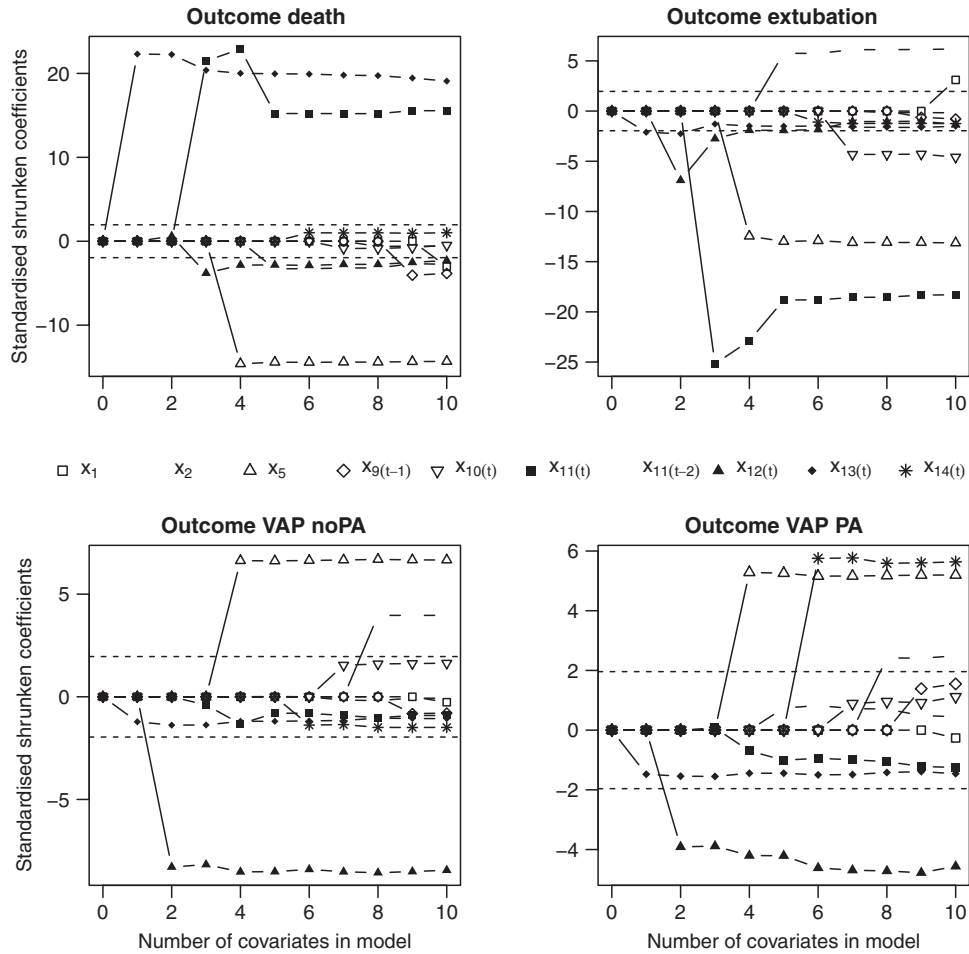 Outcome death
Outcome extubation
Standardised shrunken coefficients
20
10
0
−10
0 2 4 6 8 10
5
0
−5
−10
−15
−20
−25
0 2 4 6 8 10
x1 x2 x5 x9(t−1) x10(t) x11(t) x11(t−2) x12(t) x13(t) x14(t)
Outcome VAP noPA
Outcome VAP PA
Standardised shrunken coefficients
5
0
−5
0 2 4 6 8 10
Number of covariates in model
6
4
2
0
−2
−4
0 2 4 6 8 10
Number of covariates in model